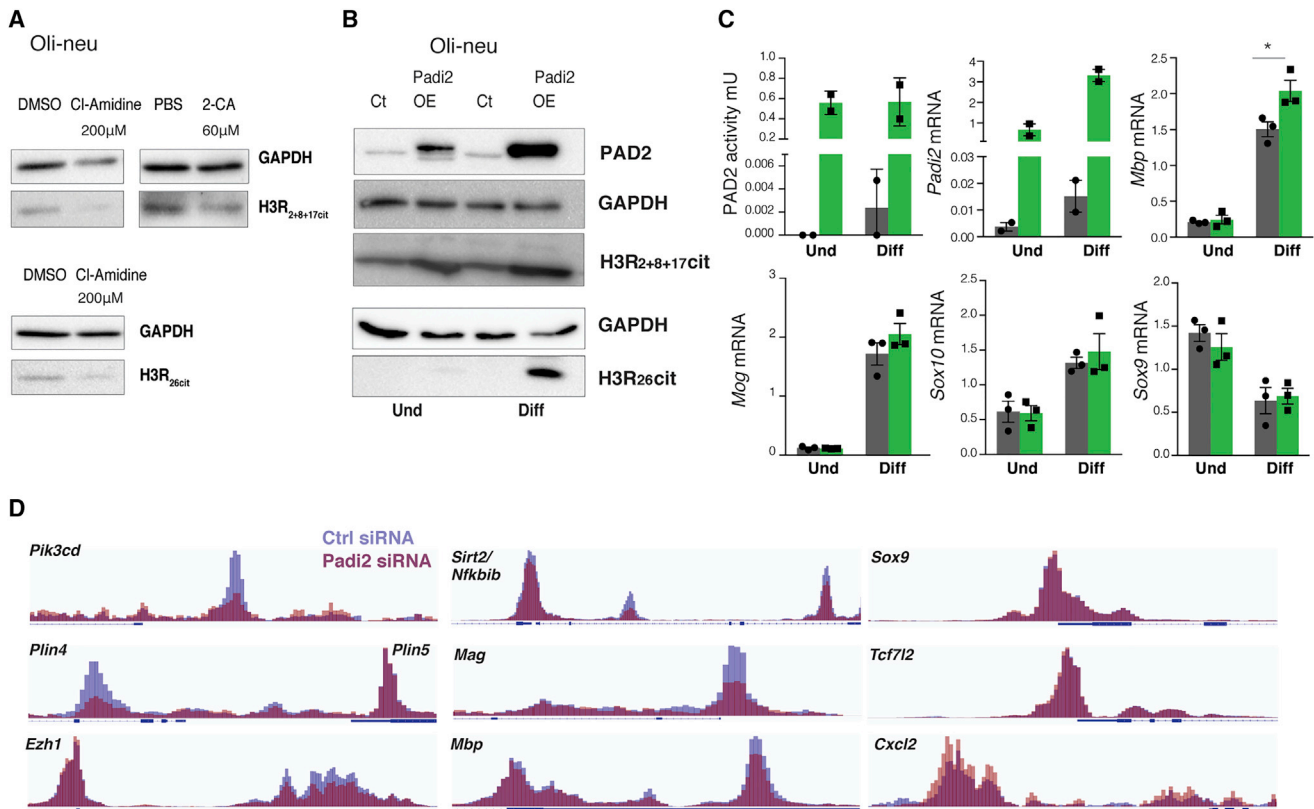 A
Oli-neu
DMSO Cl-Amidine PBS 2-CA
200µM 60µM
GAPDH
H3R2+8+17cit
DMSO Cl-Amidine
200µM
GAPDH
H3R26cit
B
Oli-neu
Padi2 Padi2
Ct OE Ct OE
PAD2
GAPDH
H3R2+8+17cit
GAPDH
H3R26cit
Und Diff
C
PAD2 activity mU
1.0
0.8
0.6
0.4
0.2
0.006
0.004
0.002
0.000
Und Diff
Padi2 mRNA
4
3
2
1
0.03
0.02
0.01
0.00
Und Diff
Mbp mRNA
2.5
2.0
1.5
1.0
0.5
0.0
*
Und Diff
Mog mRNA
3
2
1
0
Und Diff
Sox10 mRNA
2.5
2.0
1.5
1.0
0.5
0.0
Und Diff
Sox9 mRNA
2.0
1.5
1.0
0.5
0.0
Und Diff
D
Ctrl siRNA
Padi2 siRNA
Pik3cd
Sirt2/
Nfkbib
Sox9
Plin4 Plin5
Mag
Tcf7l2
Ezh1
Mbp
Cxcl2